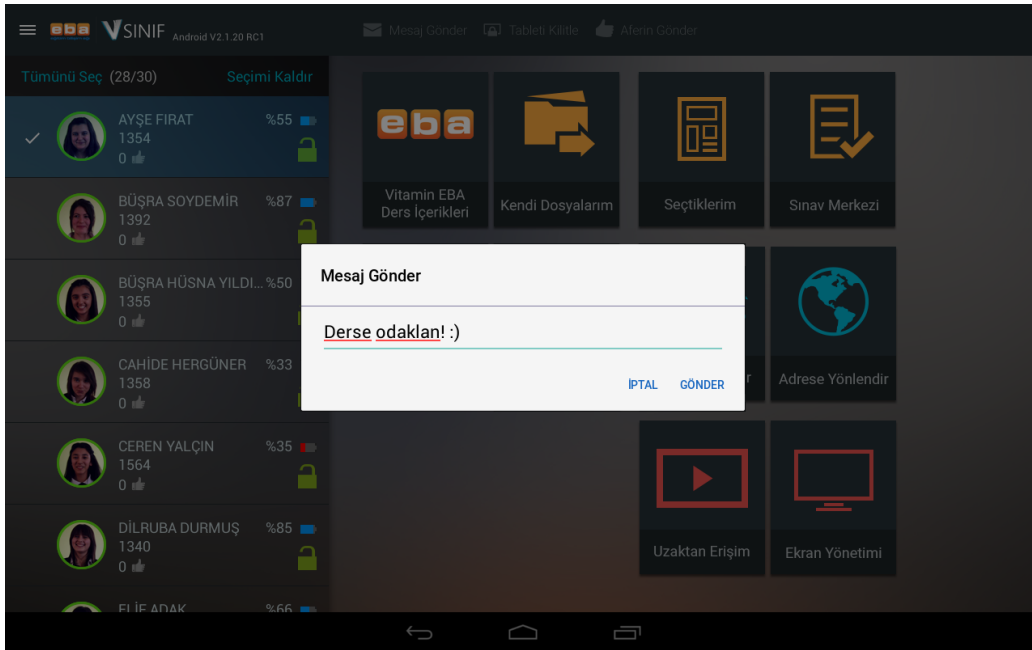 eba VSINIF Android V2.1.20 RC1
Mesaj Gönder
Tableti Kilitle
Aferin Gönder
Tümünü Seç (28/30)
Seçimi Kaldır
AYŞE FIRAT %55
1354
0
BÜŞRA SOYDEMİR %87
1392
0
BÜŞRA HÜSNA YILDI... %50
1355
0
CAHİDE HERGÜNER %33
1358
0
CEREN YALÇIN %35
1564
0
DİLRUBA DURMUŞ %85
1340
0
ELİF ADAK %66
eba
Vitamin EBA
Ders İçerikleri
Kendi Dosyalarım
Seçtiklerim
Sınav Merkezi
Mesaj Gönder
Derse odaklan! :)
İPTAL
GÖNDER
Adrese Yönlendir
Uzaktan Erişim
Ekran Yönetimi